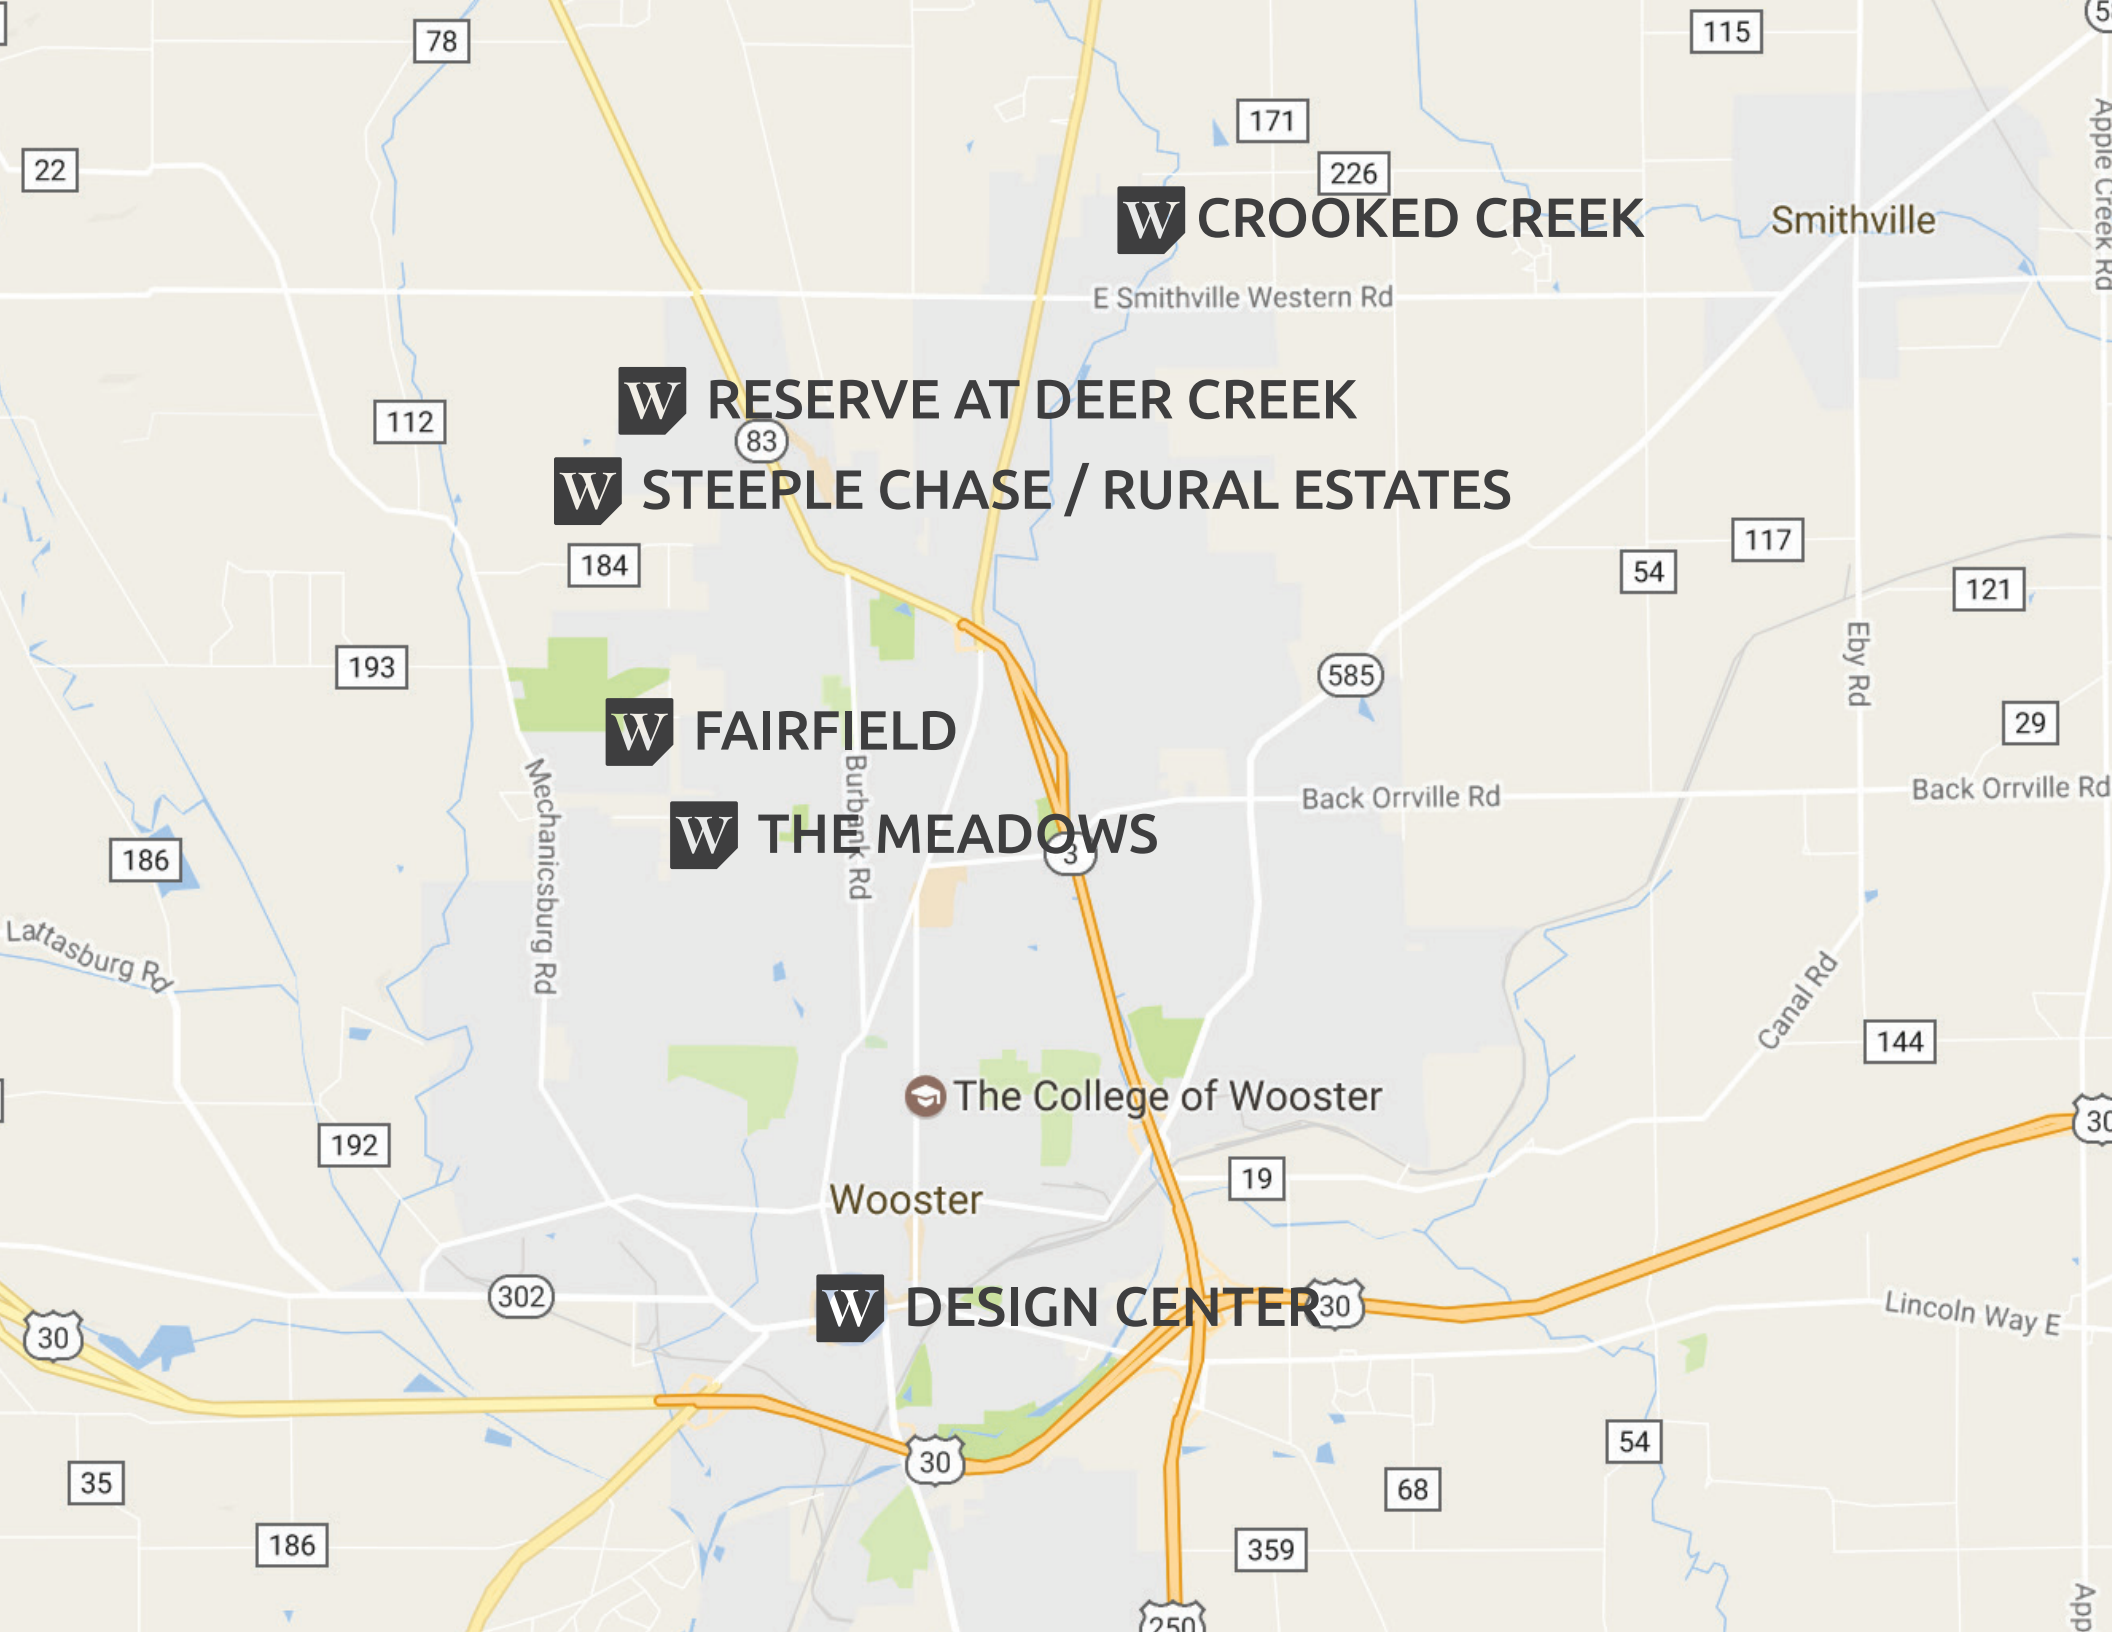 78
115
22
171
226
W CROOKED CREEK
Smithville
Apple Creek Rd
E Smithville Western Rd
W RESERVE AT DEER CREEK
112
83
W STEEPLE CHASE / RURAL ESTATES
184
117
54
121
193
585
Eby Rd
29
W FAIRFIELD
Mechanicsburg Rd
Burbank Rd
Back Orrville Rd
Back Orrville Rd
W THE MEADOWS
3
186
Lattasburg Rd
Canal Rd
144
The College of Wooster
30
192
19
Wooster
302
W DESIGN CENTER
30
Lincoln Way E
30
30
54
35
68
186
359
250
App